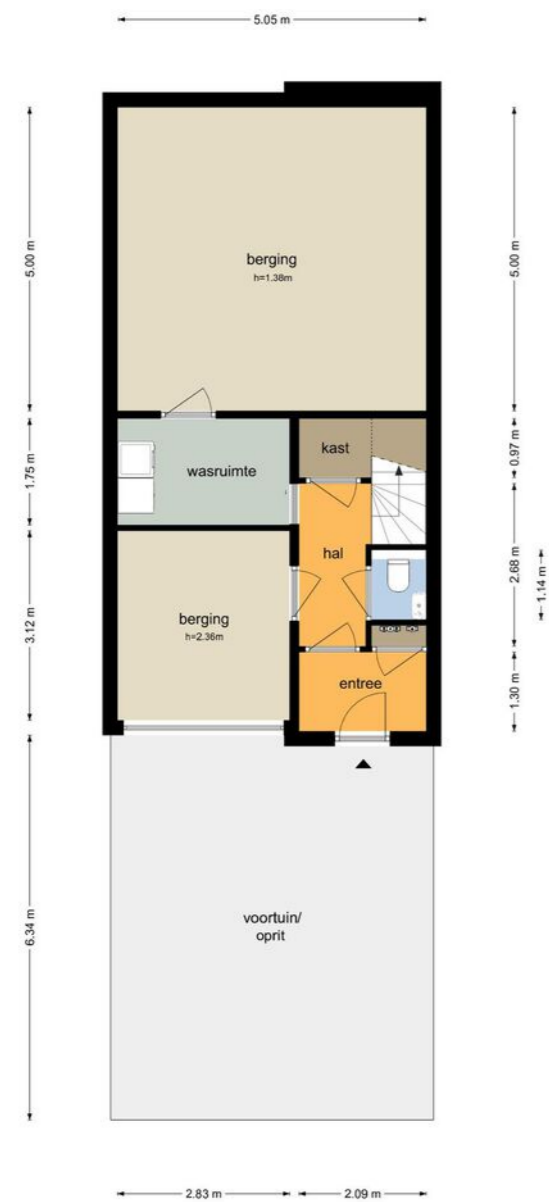 5.05 m
berging
h=1.38m
5.00 m
5.00 m
kast
0.97 m
wasruimte
1.75 m
hal
2.68 m
1.14 m
berging
h=2.36m
3.12 m
entree
1.30 m
voortuin/
oprit
6.34 m
2.83 m
2.09 m